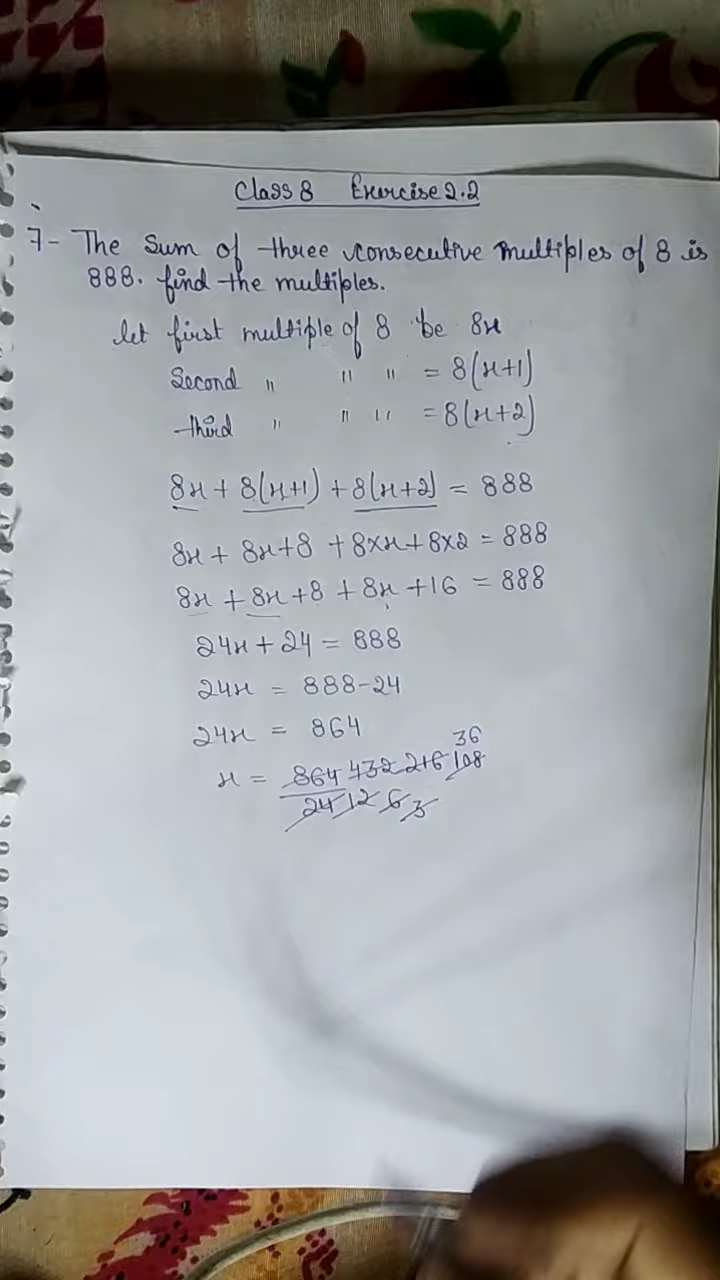 Class 8 Exercise 2.2
7- The Sum of three consecutive multiples of 8 is
888. find the multiples.
let first multiple of 8 be 8x
Second " " " = 8(x+1)
third " " " = 8(x+2)
8x + 8(x+1) + 8(x+2) = 888
8x + 8x+8 + 8×x+8×2 = 888
8x + 8x +8 + 8x +16 = 888
24x + 24 = 888
24x = 888-24
24x = 864
36
x = 864 432 216 108
24 12 6 3